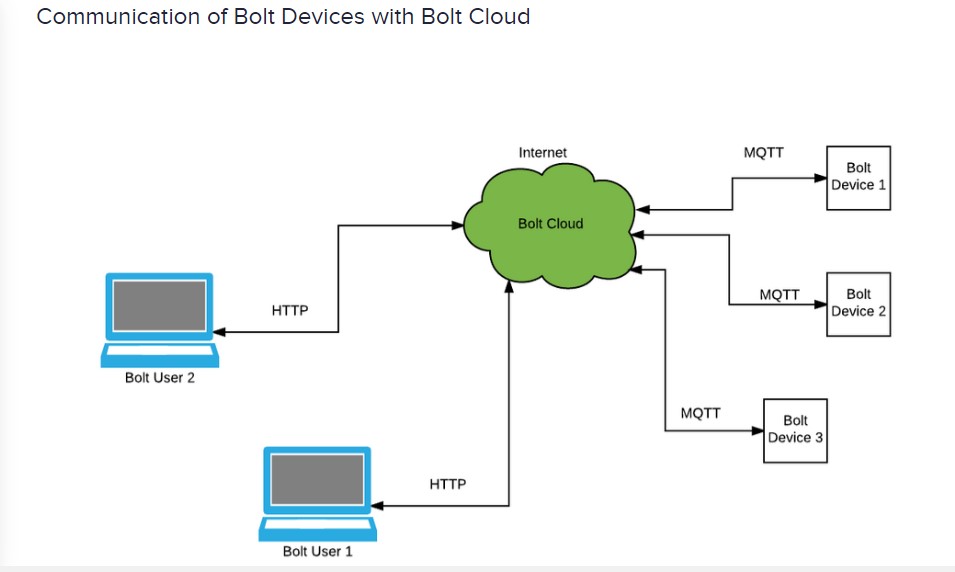 Communication of Bolt Devices with Bolt Cloud
Internet
MQTT
Bolt
Device 1
Bolt Cloud
HTTP
MQTT
Bolt
Device 2
Bolt User 2
MQTT
Bolt
Device 3
HTTP
Bolt User 1